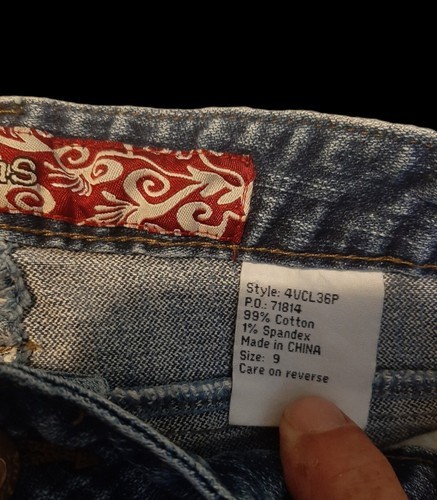 Style: 4VCL36P
P.O.: 71814
99% Cotton
1% Spandex
Made in CHINA
Size: 9
Care on reverse